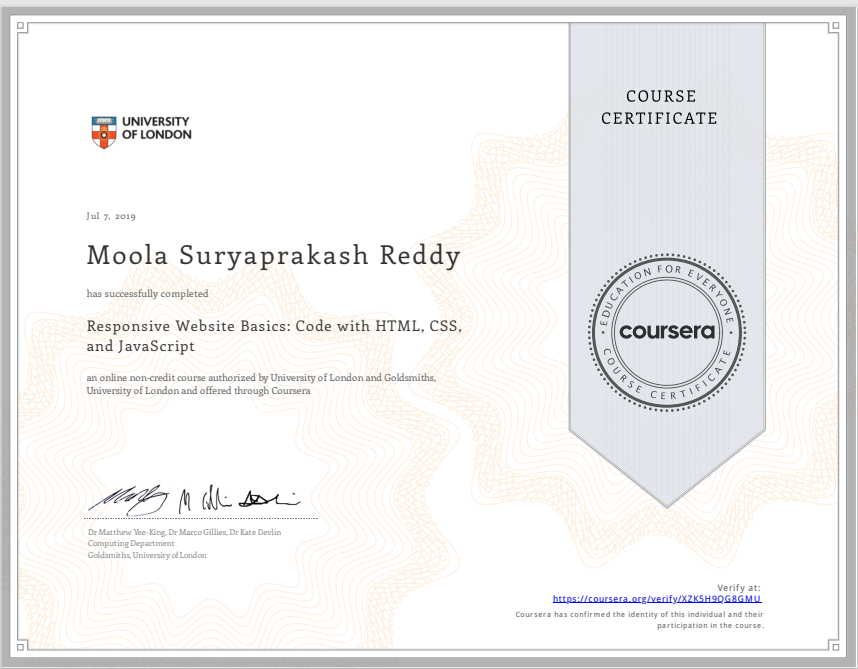 COURSE
CERTIFICATE
UNIVERSITY
OF LONDON
Jul 7, 2019
Moola Suryaprakash Reddy
has successfully completed
Responsive Website Basics: Code with HTML, CSS,
and JavaScript
an online non-credit course authorized by University of London and Goldsmiths,
University of London and offered through Coursera
EDUCATION FOR EVERYONE
coursera
COURSE CERTIFICATE
Dr Matthew Yee-King, Dr Marco Gillies, Dr Kate Devlin
Computing Department
Goldsmiths, University of London
Verify at:
https://coursera.org/verify/XZK5H9QG8GMU
Coursera has confirmed the identity of this individual and their
participation in the course.